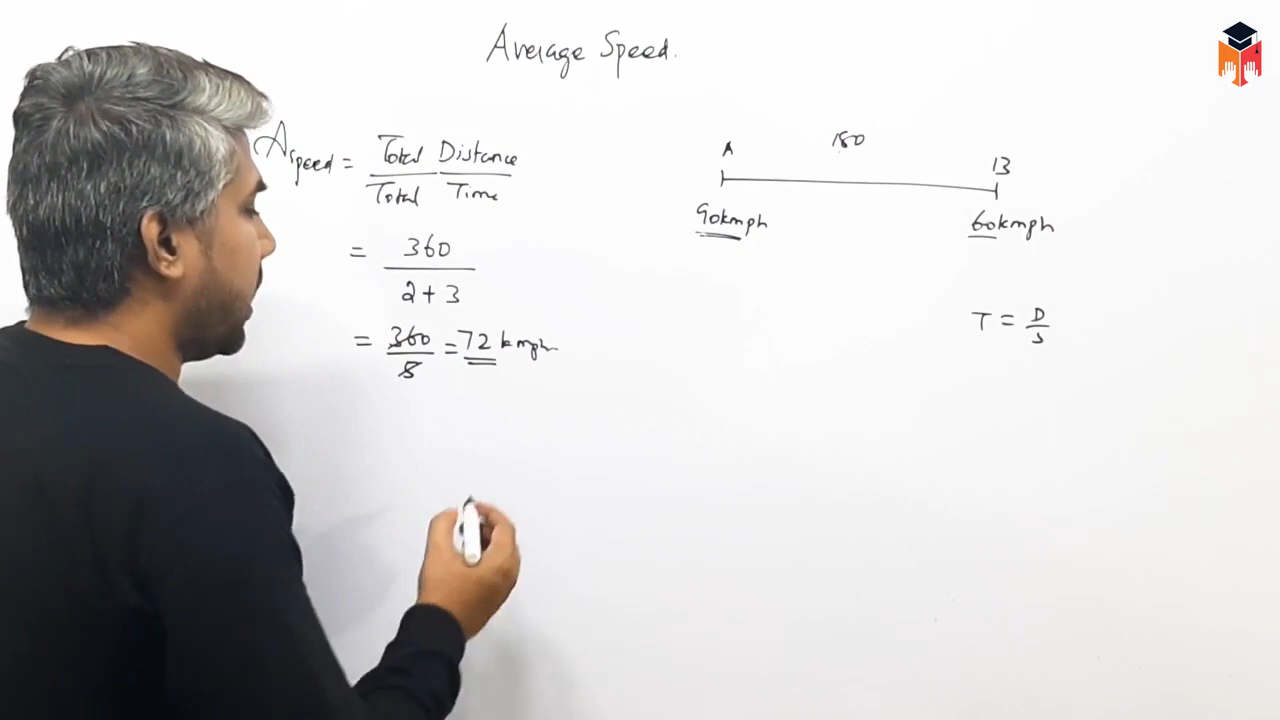 Average Speed.
A speed = Total Distance / Total Time
= 360 / 2 + 3
= 360 / 5 = 72 kmph
A 180 B
90kmph 60kmph
T = D / S